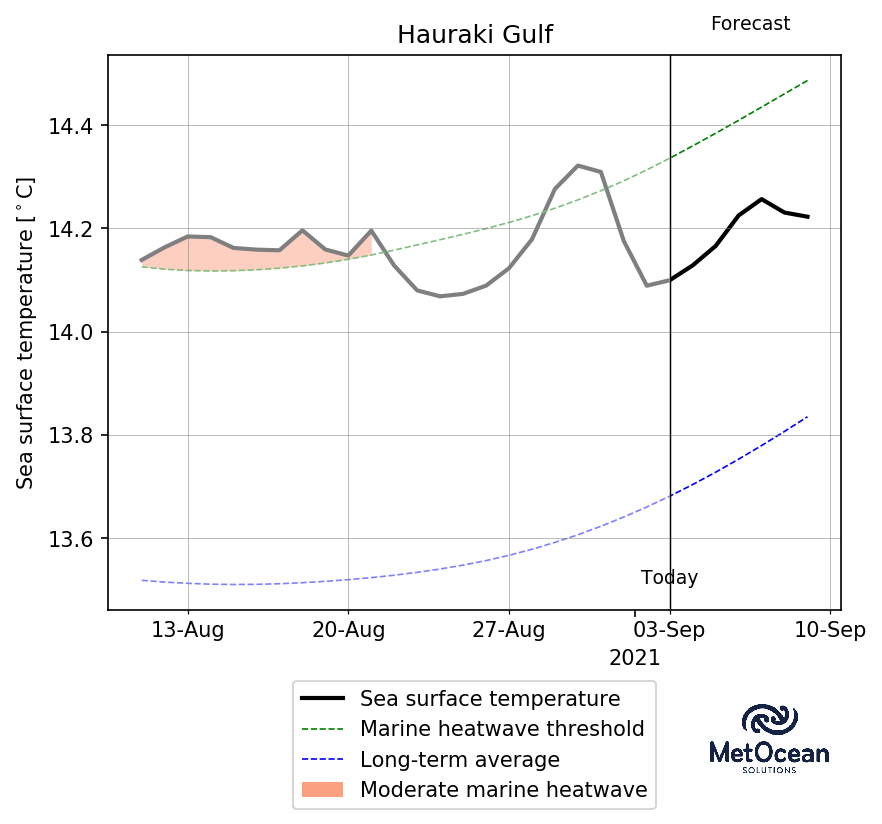 Forecast
Hauraki Gulf
Sea surface temperature [°C]
14.4
14.2
14.0
13.8
13.6
Today
13-Aug 20-Aug 27-Aug 03-Sep 10-Sep
2021
Sea surface temperature
Marine heatwave threshold
Long-term average
Moderate marine heatwave
MetOcean
SOLUTIONS